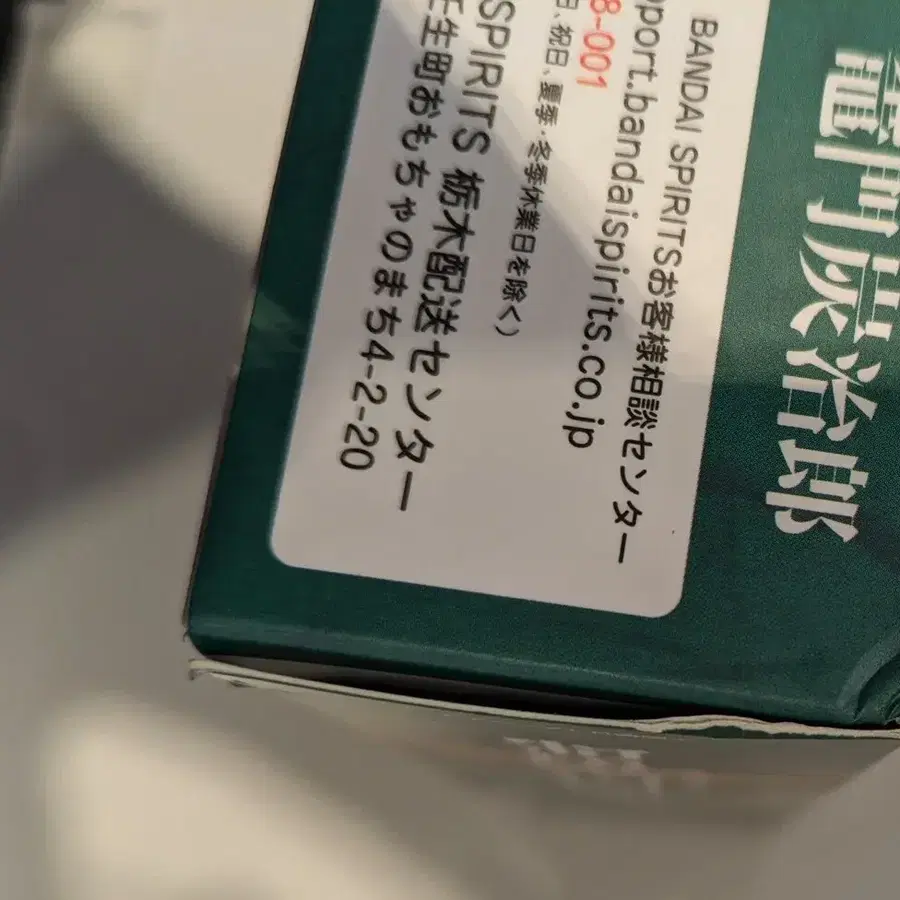 竈門炭治郎
BANDAI SPIRITSお客様相談センター
8-001
pport.bandaispirits.co.jp
日、祝日、夏季・冬季休業日を除く)
SPIRITS 栃木配送センター
壬生町おもちゃのまち4-2-20